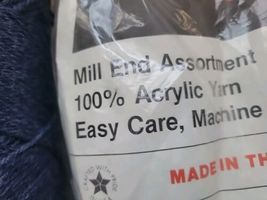 Mill End Assortment
100% Acrylic Yarn
Easy Care, Machine
MADE IN TH